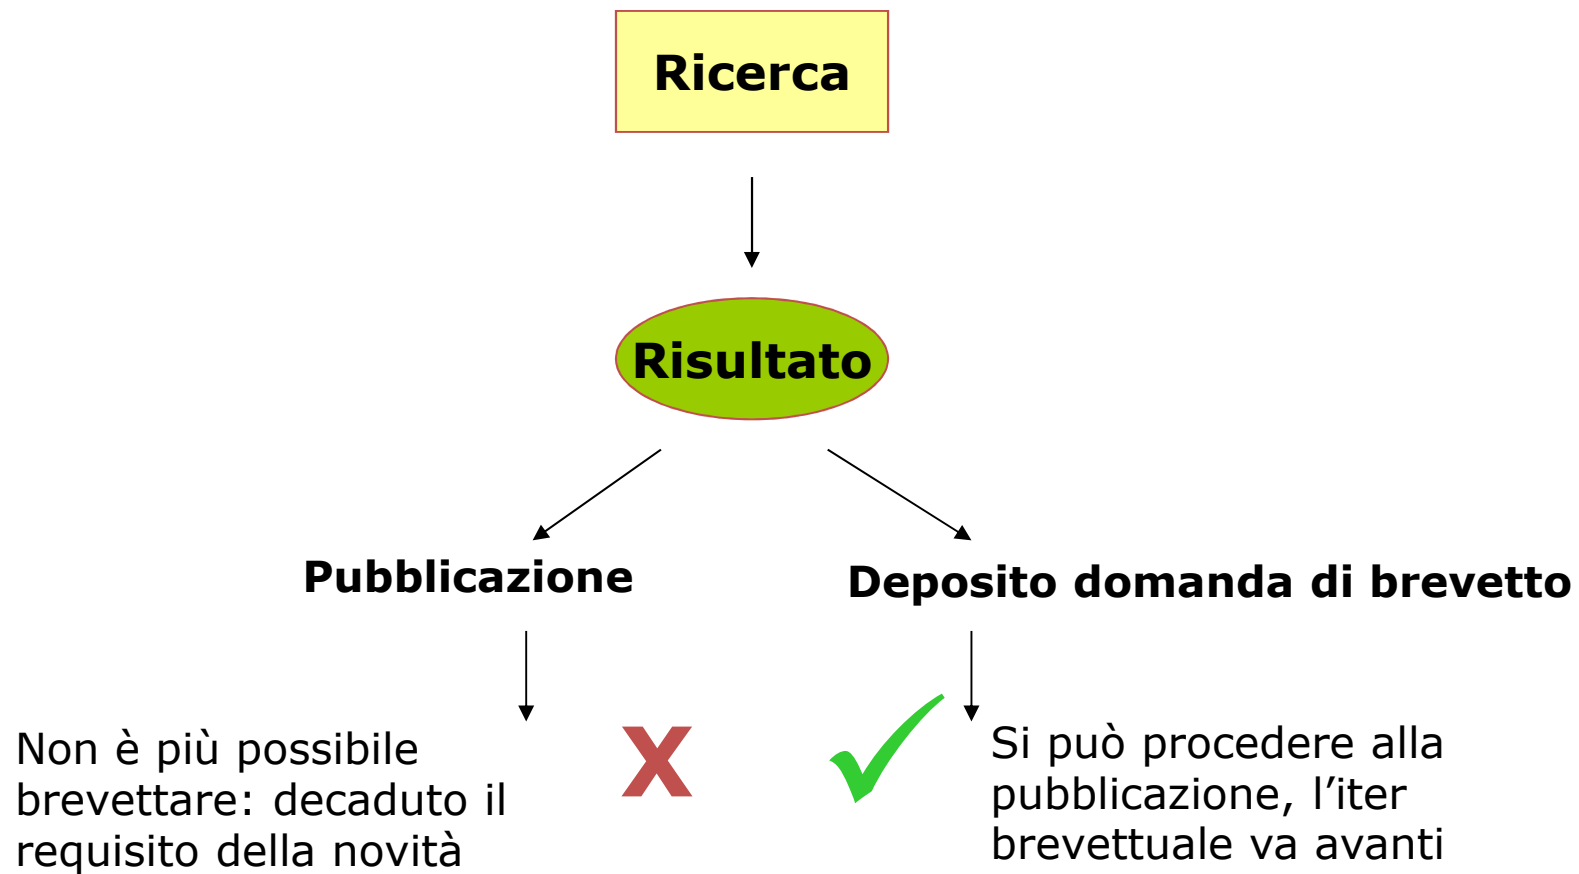 Ricerca
Risultato
Pubblicazione
Deposito domanda di brevetto
Non è più possibile
brevettare: decaduto il
requisito della novità
X
Si può procedere alla
pubblicazione, l’iter
brevettuale va avanti